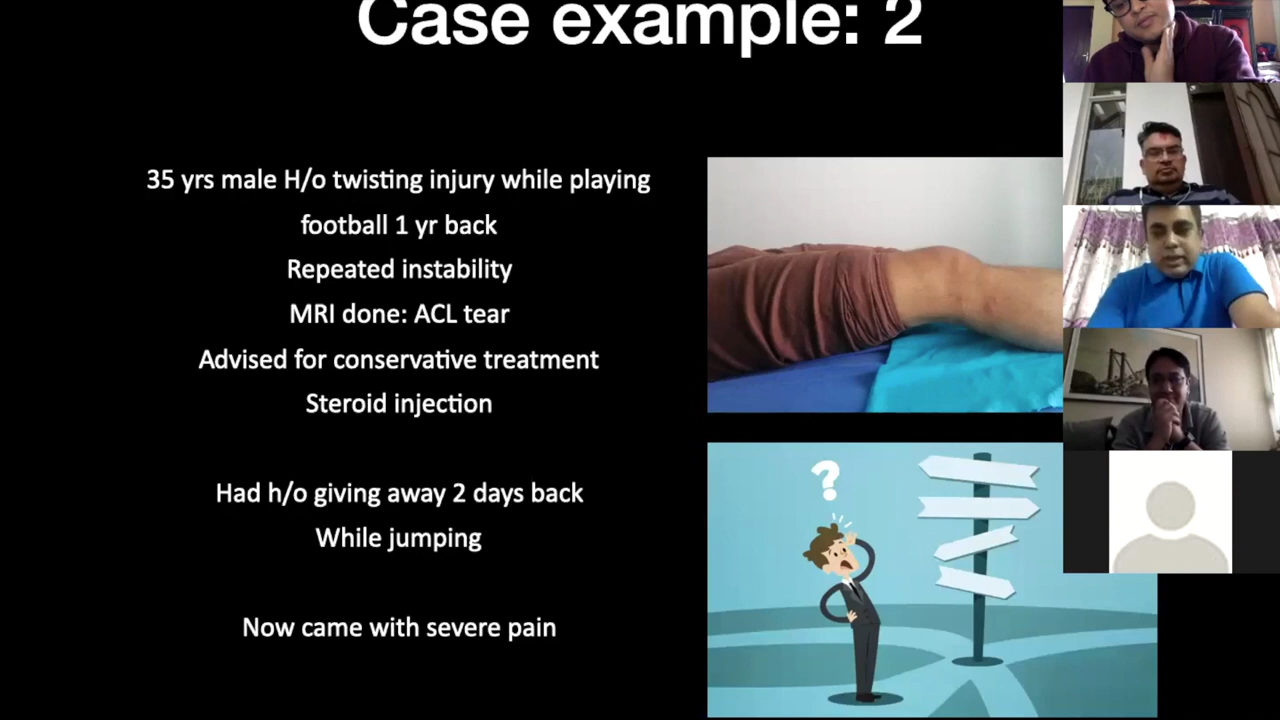 Case example: 2
35 yrs male H/o twisting injury while playing
football 1 yr back
Repeated instability
MRI done: ACL tear
Advised for conservative treatment
Steroid injection
Had h/o giving away 2 days back
While jumping
Now came with severe pain
?